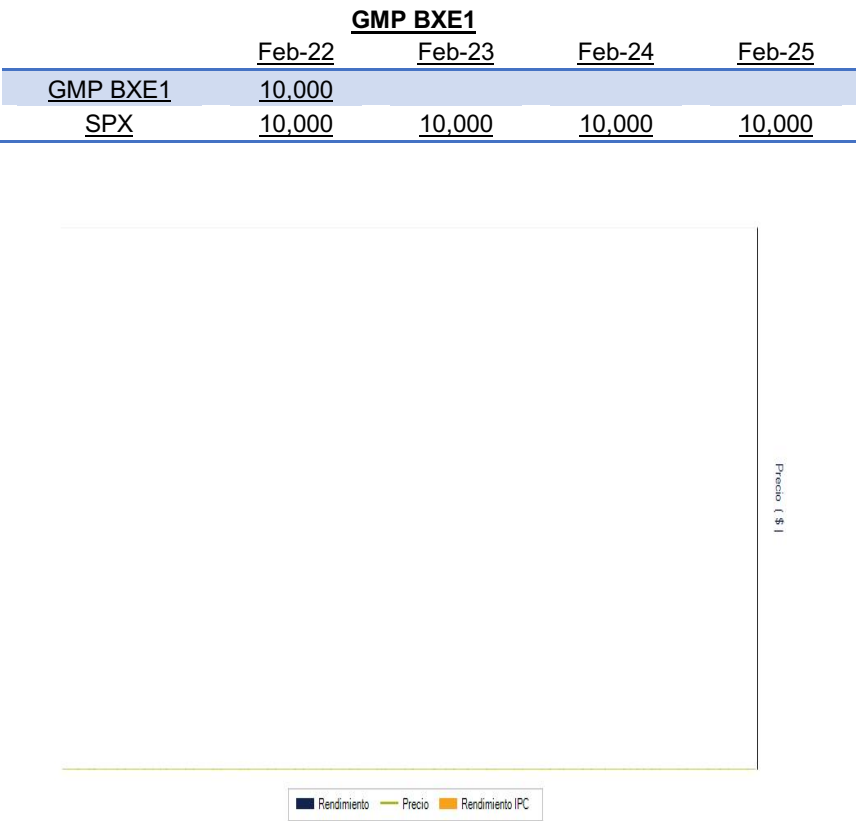 GMP BXE1
Feb-22 Feb-23 Feb-24 Feb-25
GMP BXE1 10,000
SPX 10,000 10,000 10,000 10,000
Precio ( $ )
Rendimiento Precio Rendimiento IPC